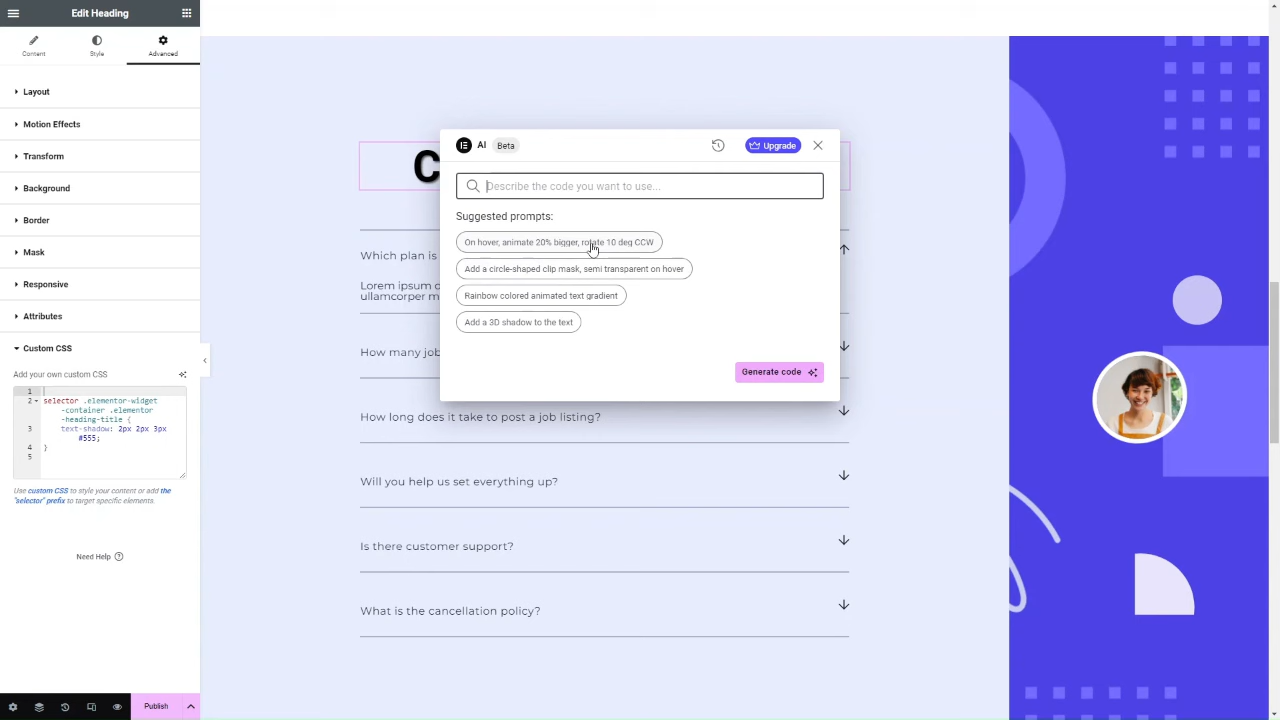 Edit Heading
Content
Style
Advanced
Layout
Motion Effects
Transform
Background
Border
Mask
Responsive
Attributes
Custom CSS
Add your own custom CSS
1
2 selector .elementor-widget
-container .elementor
-heading-title {
3 text-shadow: 2px 2px 3px
#555;
4 }
5
Use custom CSS to style your content or add the
"selector" prefix to target specific elements.
Need Help
Publish
C
AI Beta
Upgrade
Describe the code you want to use...
Suggested prompts:
On hover, animate 20% bigger, rotate 10 deg CCW
Add a circle-shaped clip mask, semi transparent on hover
Rainbow colored animated text gradient
Add a 3D shadow to the text
Generate code
Which plan is
Lorem ipsum
ullamcorper
How many
How long does it take to post a job listing?
Will you help us set everything up?
Is there customer support?
What is the cancellation policy?